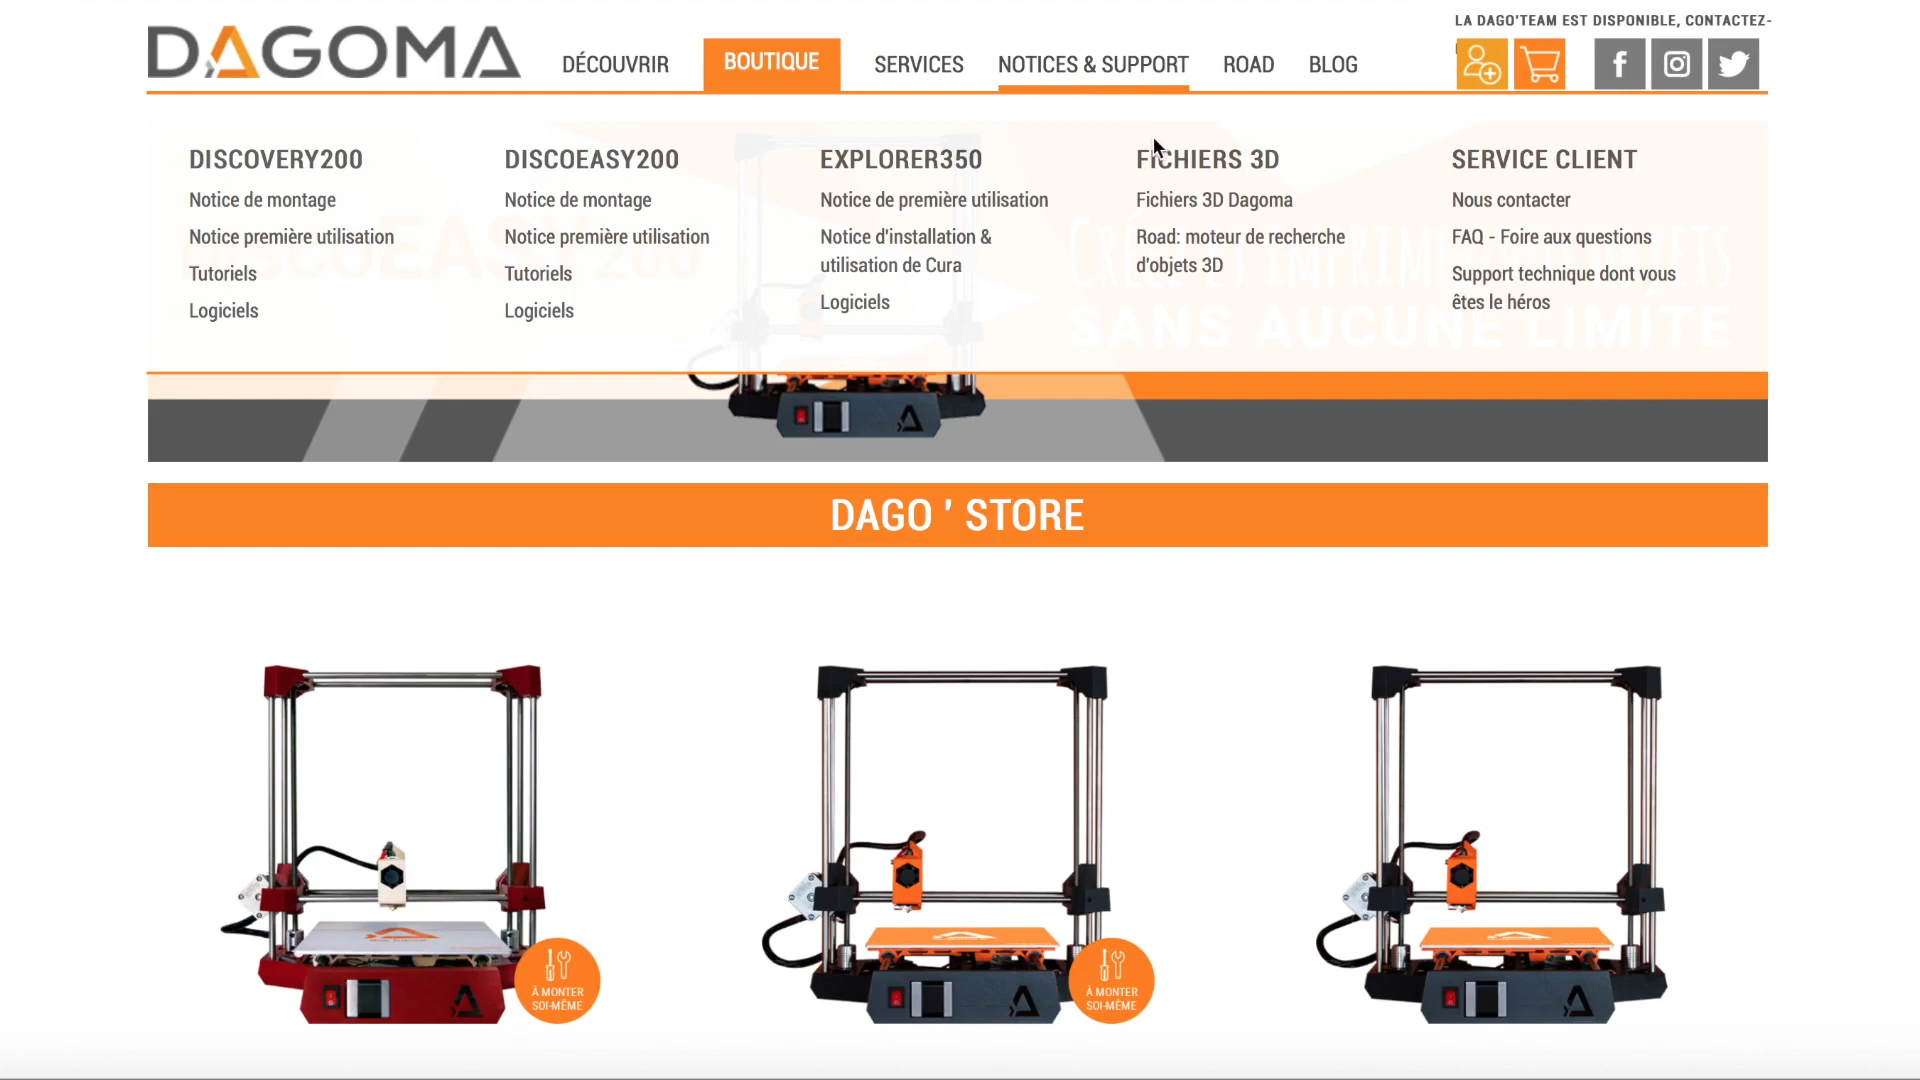 LA DAGO'TEAM EST DISPONIBLE, CONTACTEZ-
DAGOMA
DÉCOUVRIR
BOUTIQUE
SERVICES
NOTICES & SUPPORT
ROAD
BLOG
DISCOVERY200
Notice de montage
Notice première utilisation
Tutoriels
Logiciels
DISCOEASY200
Notice de montage
Notice première utilisation
Tutoriels
Logiciels
EXPLORER350
Notice de première utilisation
Notice d'installation &
utilisation de Cura
Logiciels
FICHIERS 3D
Fichiers 3D Dagoma
Road: moteur de recherche
d'objets 3D
SERVICE CLIENT
Nous contacter
FAQ - Foire aux questions
Support technique dont vous
êtes le héros
DISCOEASY200
SANS AUCUNE LIMITE
DAGO ' STORE
À MONTER
SOI-MÊME
À MONTER
SOI-MÊME